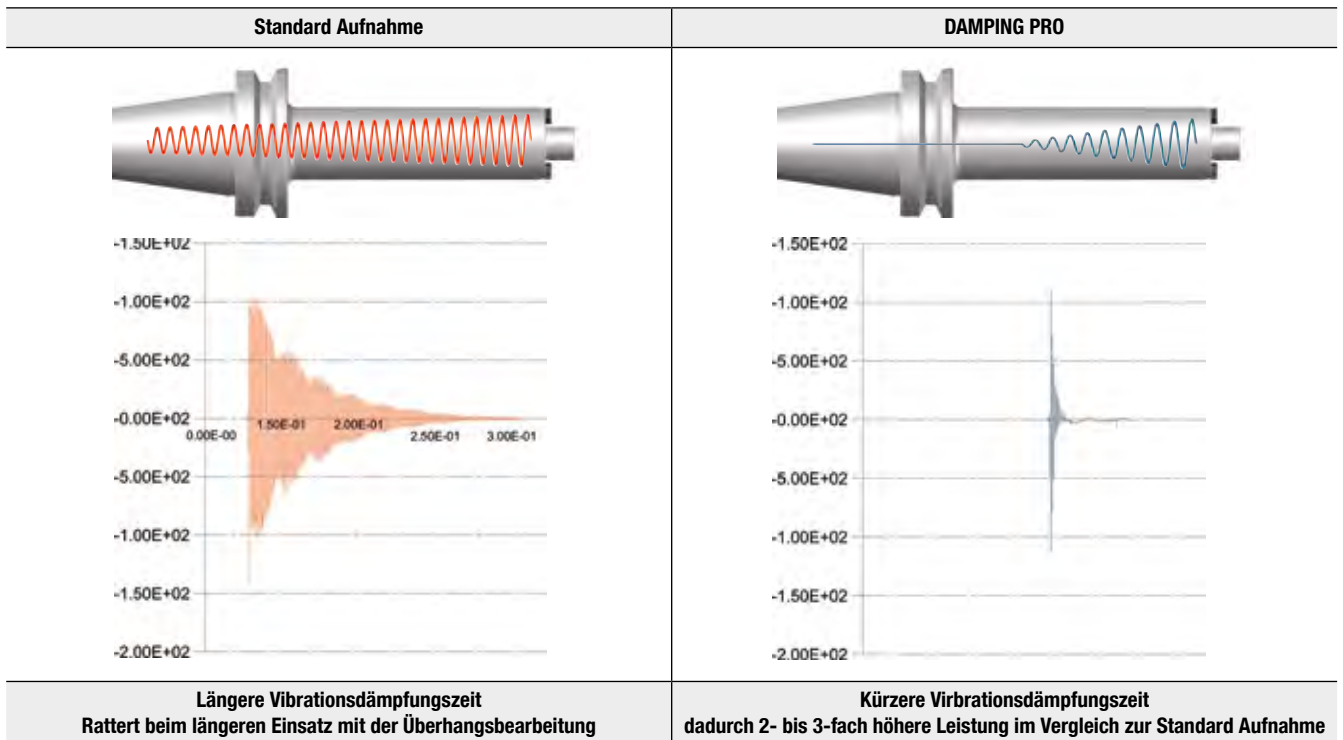 Standard Aufnahme
DAMPING PRO
-1.50E+02
-1.00E+02
-5.00E+02
-0.00E+02
0.00E-00
1.50E-01
2.00E-01
2.50E-01
3.00E-01
-5.00E+02
-1.00E+02
-1.50E+02
-2.00E+02
-1.50E+02
-1.00E+02
-5.00E+02
-0.00E+02
-5.00E+02
-1.00E+02
-1.50E+02
-2.00E+02
Längere Vibrationsdämpfungszeit
Rattert beim längeren Einsatz mit der Überhangsbearbeitung
Kürzere Virbrationsdämpfungszeit
dadurch 2- bis 3-fach höhere Leistung im Vergleich zur Standard Aufnahme